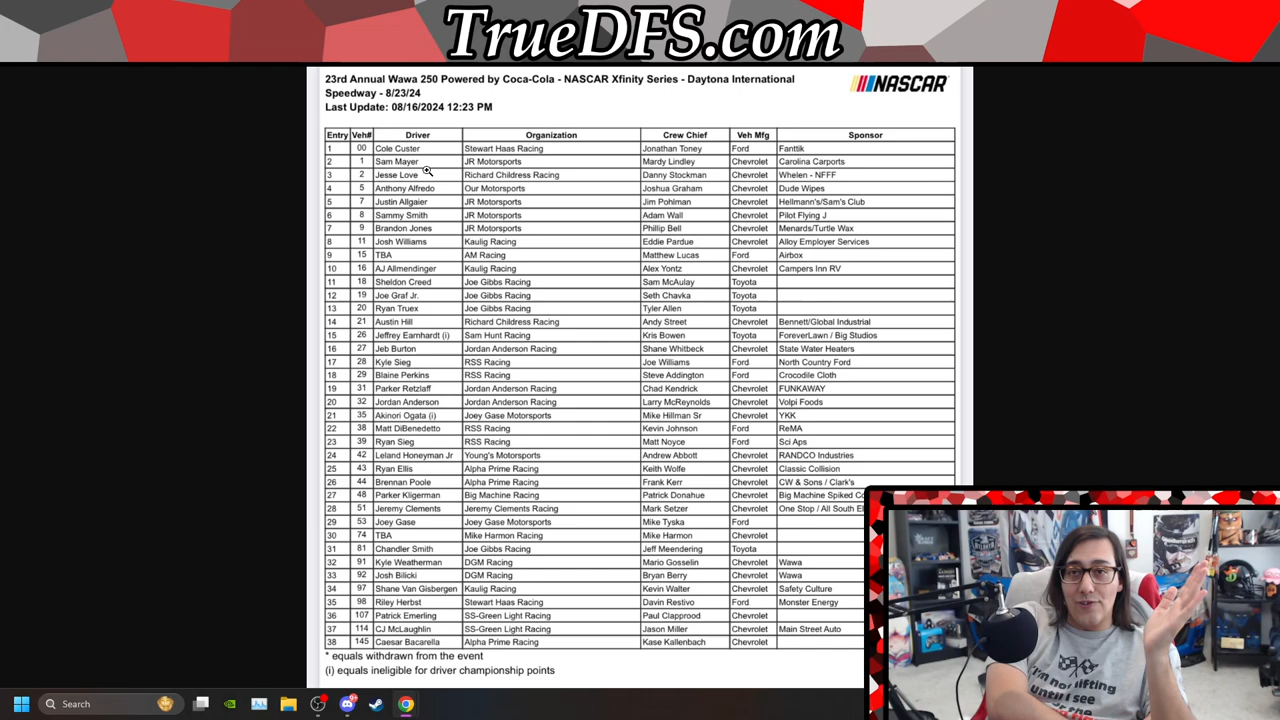 TrueDFS.com
23rd Annual Wawa 250 Powered by Coca-Cola - NASCAR Xfinity Series - Daytona International
Speedway - 8/23/24
Last Update: 08/16/2024 12:23 PM
NASCAR
Entry Veh# Driver Organization Crew Chief Veh Mfg Sponsor
1 00 Cole Custer Stewart Haas Racing Jonathan Toney Ford Fanttik
2 1 Sam Mayer JR Motorsports Mardy Lindley Chevrolet Carolina Carports
3 2 Jesse Love Richard Childress Racing Danny Stockman Chevrolet Whelen - NFFF
4 5 Anthony Alfredo Our Motorsports Joshua Graham Chevrolet Dude Wipes
5 7 Justin Allgaier JR Motorsports Jim Pohlman Chevrolet Hellmann's/Sam's Club
6 8 Sammy Smith JR Motorsports Adam Wall Chevrolet Pilot Flying J
7 9 Brandon Jones JR Motorsports Phillip Bell Chevrolet Menards/Turtle Wax
8 11 Josh Williams Kaulig Racing Eddie Pardue Chevrolet Alloy Employer Services
9 15 TBA AM Racing Matthew Lucas Ford Airbox
10 16 AJ Allmendinger Kaulig Racing Alex Yontz Chevrolet Campers Inn RV
11 18 Sheldon Creed Joe Gibbs Racing Sam McAulay Toyota
12 19 Joe Graf Jr. Joe Gibbs Racing Seth Chavka Toyota
13 20 Ryan Truex Joe Gibbs Racing Tyler Allen Toyota
14 21 Austin Hill Richard Childress Racing Andy Street Chevrolet Bennett/Global Industrial
15 26 Jeffrey Earnhardt (i) Sam Hunt Racing Kris Bowen Toyota ForeverLawn / Big Studios
16 27 Jeb Burton Jordan Anderson Racing Shane Whitbeck Chevrolet State Water Heaters
17 28 Kyle Sieg RSS Racing Joe Williams Ford North Country Ford
18 29 Blaine Perkins RSS Racing Steve Addington Ford Crocodile Cloth
19 31 Parker Retzlaff Jordan Anderson Racing Chad Kendrick Chevrolet FUNKAWAY
20 32 Jordan Anderson Jordan Anderson Racing Larry McReynolds Chevrolet Volpi Foods
21 35 Akinori Ogata (i) Joey Gase Motorsports Mike Hillman Sr Chevrolet YKK
22 38 Matt DiBenedetto RSS Racing Kevin Johnson Ford ReMA
23 39 Ryan Sieg RSS Racing Matt Noyce Ford Sci Aps
24 42 Leland Honeyman Jr Young's Motorsports Andrew Abbott Chevrolet RANDCO Industries
25 43 Ryan Ellis Alpha Prime Racing Keith Wolfe Chevrolet Classic Collision
26 44 Brennan Poole Alpha Prime Racing Frank Kerr Chevrolet CW & Sons / Clark's
27 48 Parker Kligerman Big Machine Racing Patrick Donahue Chevrolet Big Machine Spiked Co
28 51 Jeremy Clements Jeremy Clements Racing Mark Setzer Chevrolet One Stop / All South El
29 53 Joey Gase Joey Gase Motorsports Mike Tyska Ford
30 74 TBA Mike Harmon Racing Mike Harmon Chevrolet
31 81 Chandler Smith Joe Gibbs Racing Jeff Meendering Toyota
32 91 Kyle Weatherman DGM Racing Mario Gosselin Chevrolet Wawa
33 92 Josh Bilicki DGM Racing Bryan Berry Chevrolet Wawa
34 97 Shane Van Gisbergen Kaulig Racing Kevin Walter Chevrolet Safety Culture
35 98 Riley Herbst Stewart Haas Racing Davin Restivo Ford Monster Energy
36 107 Patrick Emerling SS-Green Light Racing Paul Clapprod Chevrolet
37 114 CJ McLaughlin SS-Green Light Racing Jason Miller Chevrolet Main Street Auto
38 145 Caesar Bacarella Alpha Prime Racing Kase Kallenbach Chevrolet
* equals withdrawn from the event
(i) equals ineligible for driver championship points
I'm not lifting
until I see
Search
9+